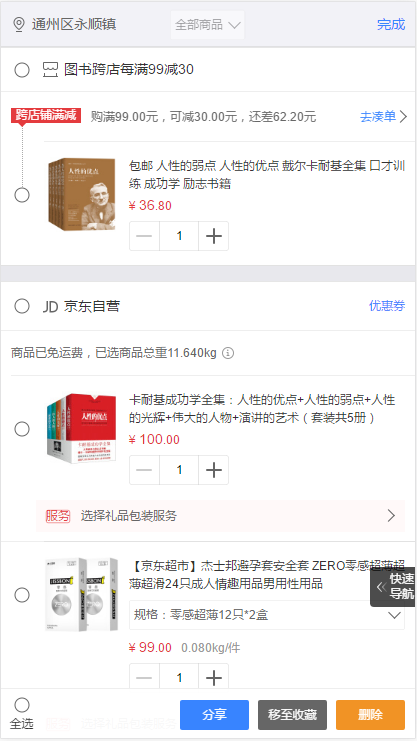 通州区永顺镇
全部商品
完成
图书跨店每满99减30
跨店铺满减
购满99.00元，可减30.00元，还差62.20元
去凑单
包邮 人性的弱点 人性的优点 戴尔卡耐基全集 口才训
练 成功学 励志书籍
¥ 36.80
1
JD 京东自营
优惠券
商品已免运费，已选商品总重11.640kg
卡耐基成功学全集：人性的优点+人性的弱点+人性
的光辉+伟大的人物+演讲的艺术（套装共5册）
¥ 100.00
1
服务
选择礼品包装服务
【京东超市】杰士邦避孕套安全套 ZERO零感超薄超
薄超滑24只成人情趣用品男用性用品
快速
导航
规格：零感超薄12只*2盒
¥ 99.00
0.080kg/件
1
全选
分享
移至收藏
删除